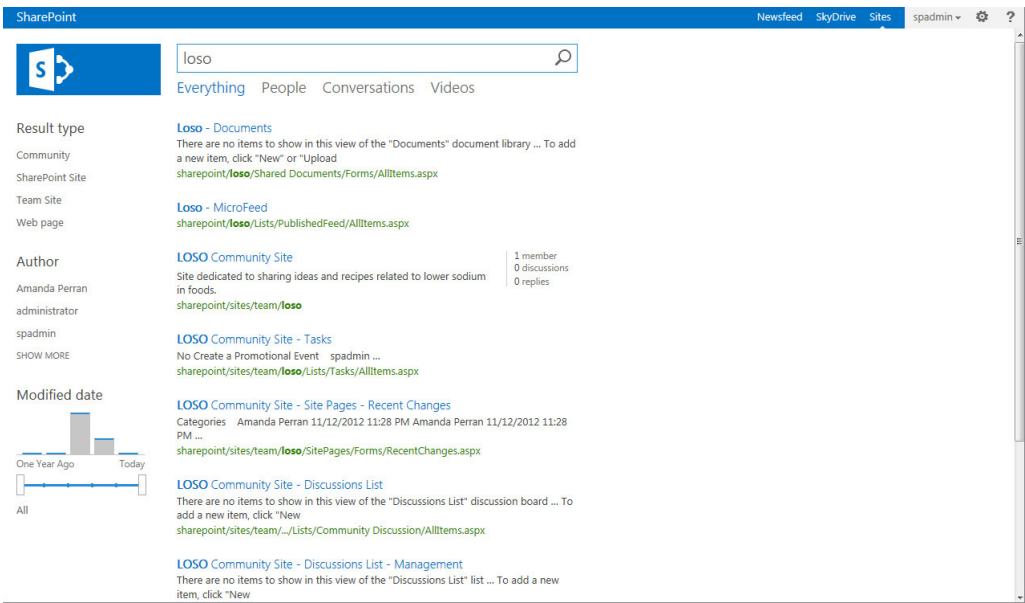 SharePoint
Newsfeed SkyDrive Sites spadmin ?
S
loso
Everything People Conversations Videos
Result type
Community
SharePoint Site
Team Site
Web page
Author
Amanda Perran
administrator
spadmin
SHOW MORE
Modified date
One Year Ago Today
All
Loso - Documents
There are no items to show in this view of the "Documents" document library ... To add
a new item, click "New" or "Upload
sharepoint/loso/Shared Documents/Forms/AllItems.aspx
Loso - MicroFeed
sharepoint/loso/Lists/PublishedFeed/AllItems.aspx
LOSO Community Site
Site dedicated to sharing ideas and recipes related to lower sodium
in foods.
sharepoint/sites/team/loso
1 member
0 discussions
0 replies
LOSO Community Site - Tasks
No Create a Promotional Event spadmin ...
sharepoint/sites/team/loso/Lists/Tasks/AllItems.aspx
LOSO Community Site - Site Pages - Recent Changes
Categories Amanda Perran 11/12/2012 11:28 PM Amanda Perran 11/12/2012 11:28
PM ...
sharepoint/sites/team/loso/SitePages/Forms/RecentChanges.aspx
LOSO Community Site - Discussions List
There are no items to show in this view of the "Discussions List" discussion board ... To
add a new item, click "New
sharepoint/sites/team/.../Lists/Community Discussion/AllItems.aspx
LOSO Community Site - Discussions List - Management
There are no items to show in this view of the "Discussions List" list ... To add a new
item, click "New